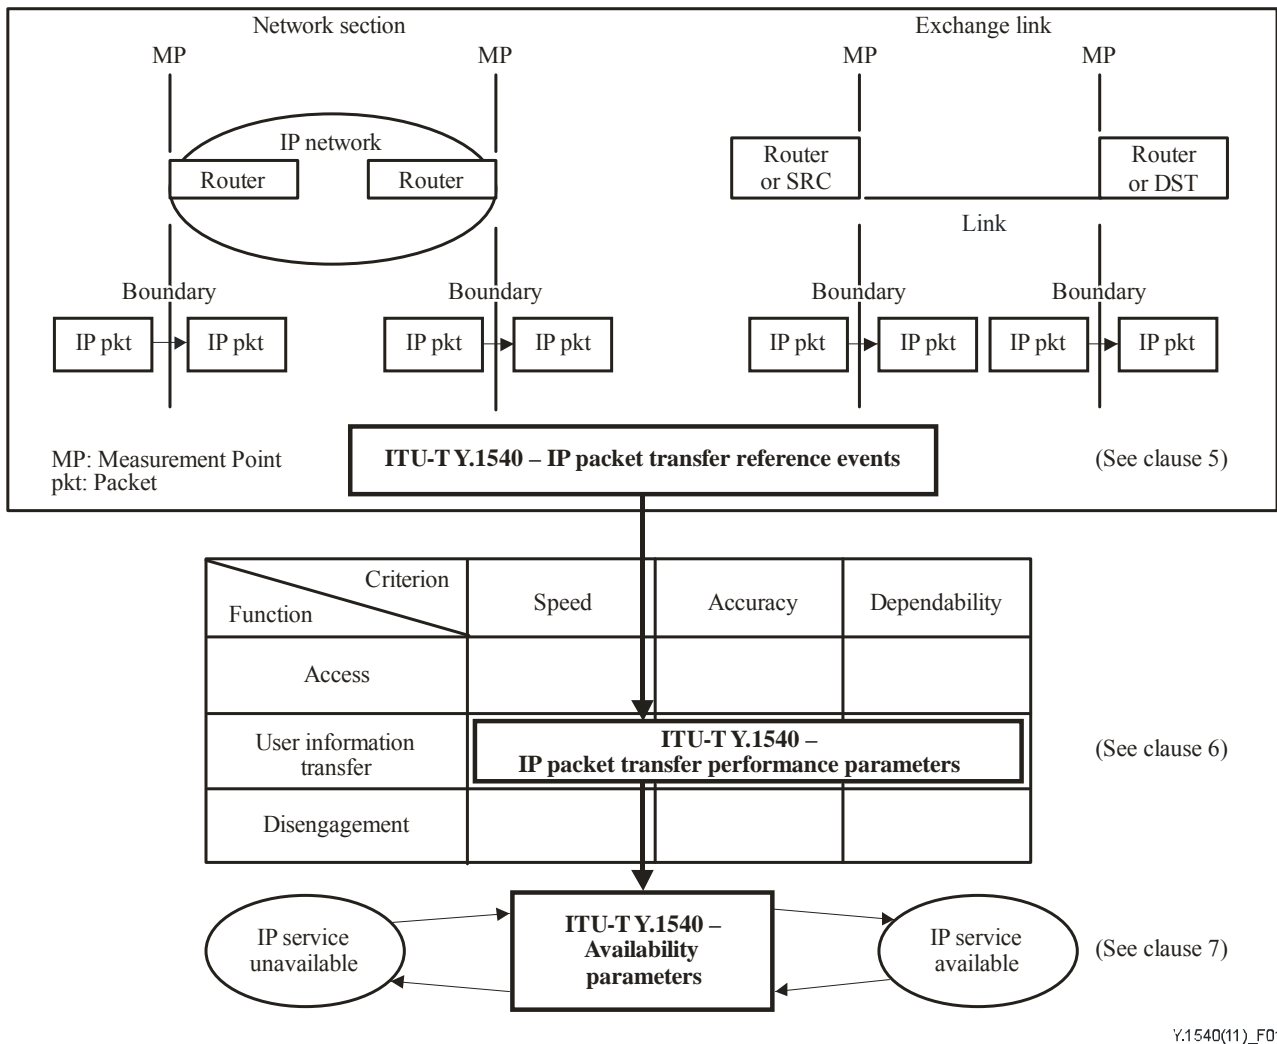 Network section
Exchange link
MP
MP
MP
MP
IP network
Router
Router
Router
or SRC
Router
or DST
Link
Boundary
Boundary
Boundary
Boundary
IP pkt
IP pkt
IP pkt
IP pkt
IP pkt
IP pkt
IP pkt
IP pkt
MP: Measurement Point
pkt: Packet
ITU-T Y.1540 – IP packet transfer reference events
(See clause 5)
Criterion
Function
Speed
Accuracy
Dependability
Access
User information
transfer
ITU-T Y.1540 –
IP packet transfer performance parameters
(See clause 6)
Disengagement
IP service
unavailable
ITU-T Y.1540 –
Availability
parameters
IP service
available
(See clause 7)